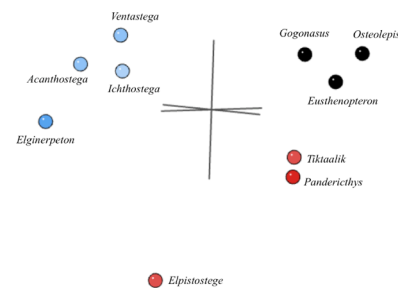 Ventastega
Gogonasus
Osteolepis
Acanthostega
Ichthostega
Eusthenopteron
Elginerpeton
Tiktaalik
Pandericthys
Elpistostege